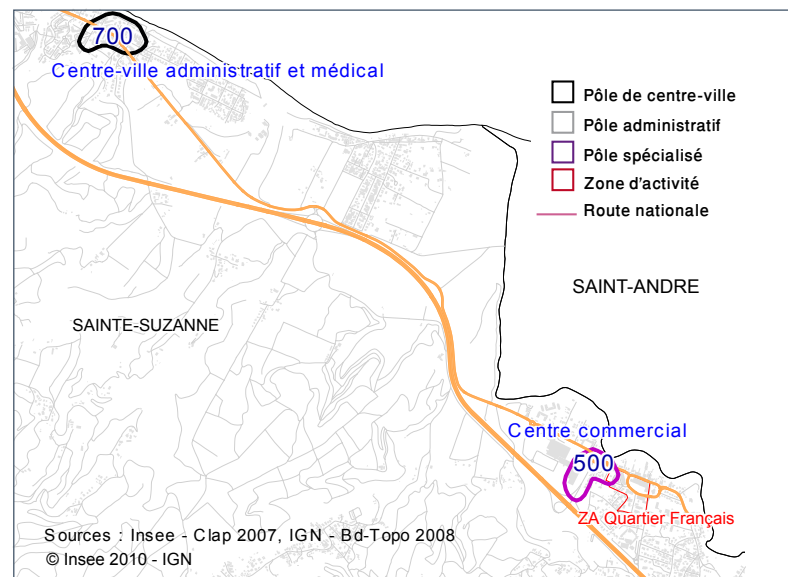 700
Centre-ville administratif et médical
Pôle de centre-ville
Pôle administratif
Pôle spécialisé
Zone d'activité
Route nationale
SAINT-ANDRE
SAINTE-SUZANNE
Centre commercial
500
ZA Quartier Français
Sources : Insee - Clap 2007, IGN - Bd-Topo 2008
© Insee 2010 - IGN